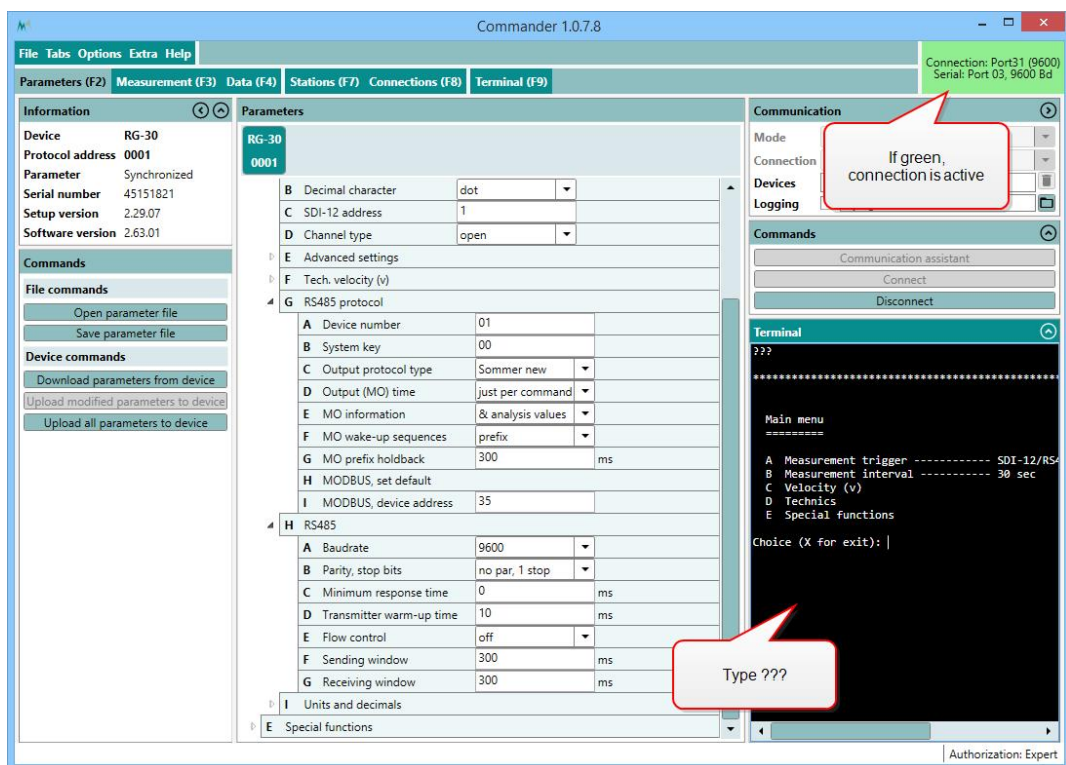 Commander 1.0.7.8
File Tabs Options Extra Help
Connection: Port31 (9600)
Serial: Port 03, 9600 Bd
Parameters (F2) Measurement (F3) Data (F4) Stations (F7) Connections (F8) Terminal (F9)
Information
Device RG-30
Protocol address 0001
Parameter Synchronized
Serial number 45151821
Setup version 2.29.07
Software version 2.63.01
Commands
File commands
Open parameter file
Save parameter file
Device commands
Download parameters from device
Upload modified parameters to device
Upload all parameters to device
Parameters
RG-30
0001
B Decimal character dot
C SDI-12 address 1
D Channel type open
E Advanced settings
F Tech. velocity (v)
G RS485 protocol
A Device number 01
B System key 00
C Output protocol type Sommer new
D Output (MO) time just per command
E MO information & analysis values
F MO wake-up sequences prefix
G MO prefix holdback 300 ms
H MODBUS, set default
I MODBUS, device address 35
H RS485
A Baudrate 9600
B Parity, stop bits no par, 1 stop
C Minimum response time 0 ms
D Transmitter warm-up time 10 ms
E Flow control off
F Sending window 300 ms
G Receiving window 300 ms
I Units and decimals
E Special functions
Communication
Mode
Connection
Devices
Logging
If green,
connection is active
Commands
Communication assistant
Connect
Disconnect
Terminal
???
************************************************
Main menu
=========
A Measurement trigger ------------ SDI-12/RS4
B Measurement interval ----------- 30 sec
C Velocity (v)
D Technics
E Special functions
Choice (X for exit):
Type ???
Authorization: Expert